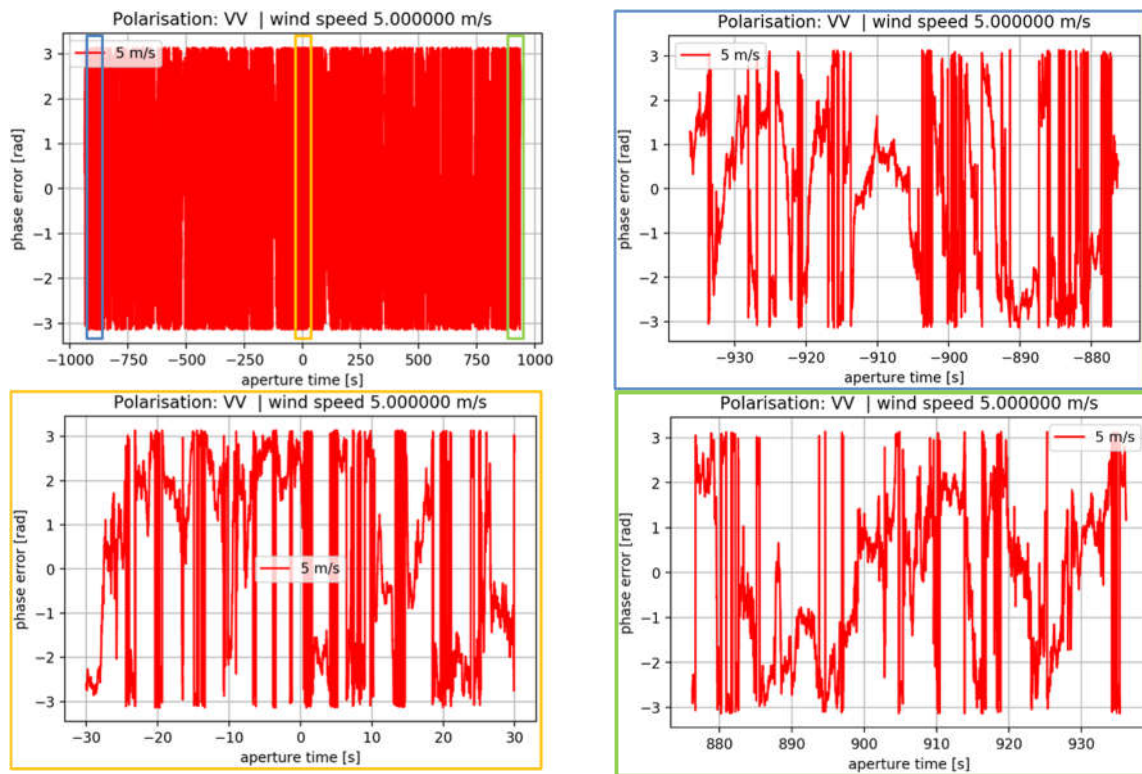 Polarisation: VV | wind speed 5.000000 m/s
5 m/s
phase error [rad]
3
2
1
0
−1
−2
−3
−1000 −750 −500 −250 0 250 500 750 1000
aperture time [s]
Polarisation: VV | wind speed 5.000000 m/s
5 m/s
phase error [rad]
3
2
1
0
−1
−2
−3
−930 −920 −910 −900 −890 −880
aperture time [s]
Polarisation: VV | wind speed 5.000000 m/s
5 m/s
phase error [rad]
3
2
1
0
−1
−2
−3
−30 −20 −10 0 10 20 30
aperture time [s]
Polarisation: VV | wind speed 5.000000 m/s
5 m/s
phase error [rad]
3
2
1
0
−1
−2
−3
880 890 900 910 920 930
aperture time [s]